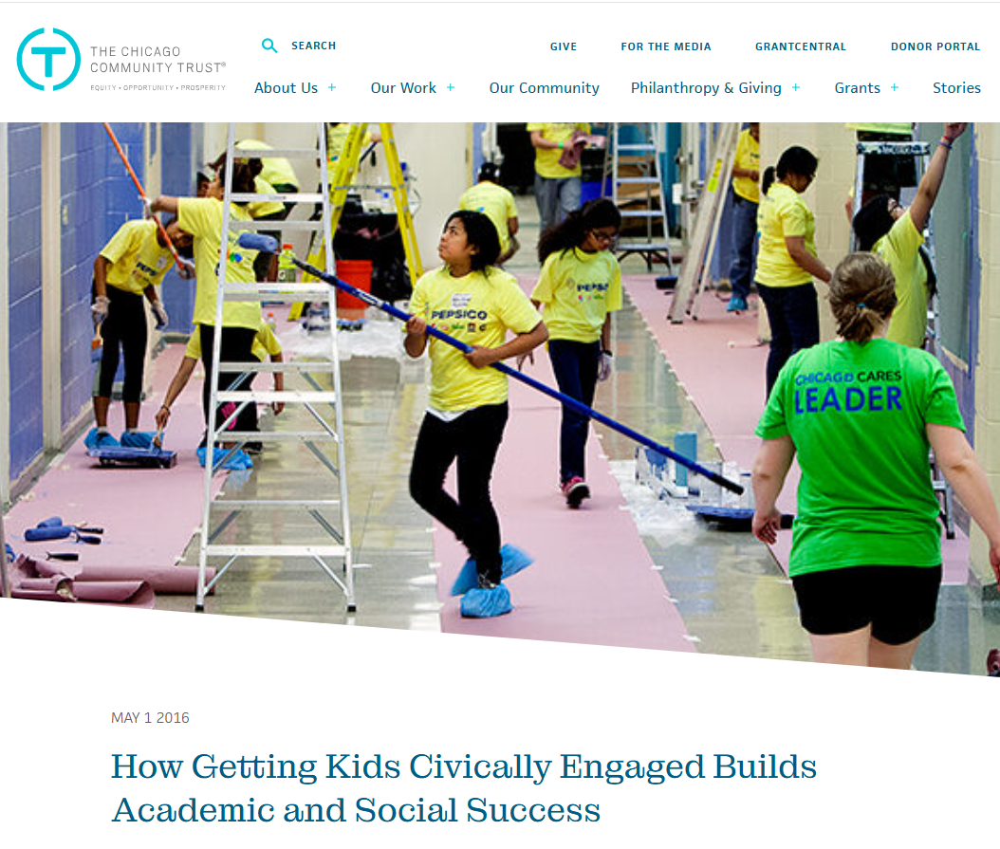 THE CHICAGO
COMMUNITY TRUST®
EQUITY • OPPORTUNITY • PROSPERITY
SEARCH
GIVE FOR THE MEDIA GRANTCENTRAL DONOR PORTAL
About Us + Our Work + Our Community Philanthropy & Giving + Grants + Stories
PEPSICO
CHICAGO CARES
LEADER
MAY 1 2016
How Getting Kids Civically Engaged Builds
Academic and Social Success